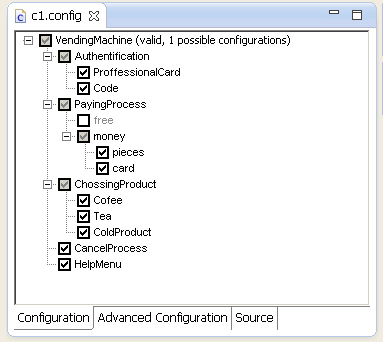 c1.config
VendingMachine (valid, 1 possible configurations)
Authentification
ProffessionalCard
Code
PayingProcess
free
money
pieces
card
ChossingProduct
Cofee
Tea
ColdProduct
CancelProcess
HelpMenu
Configuration Advanced Configuration Source